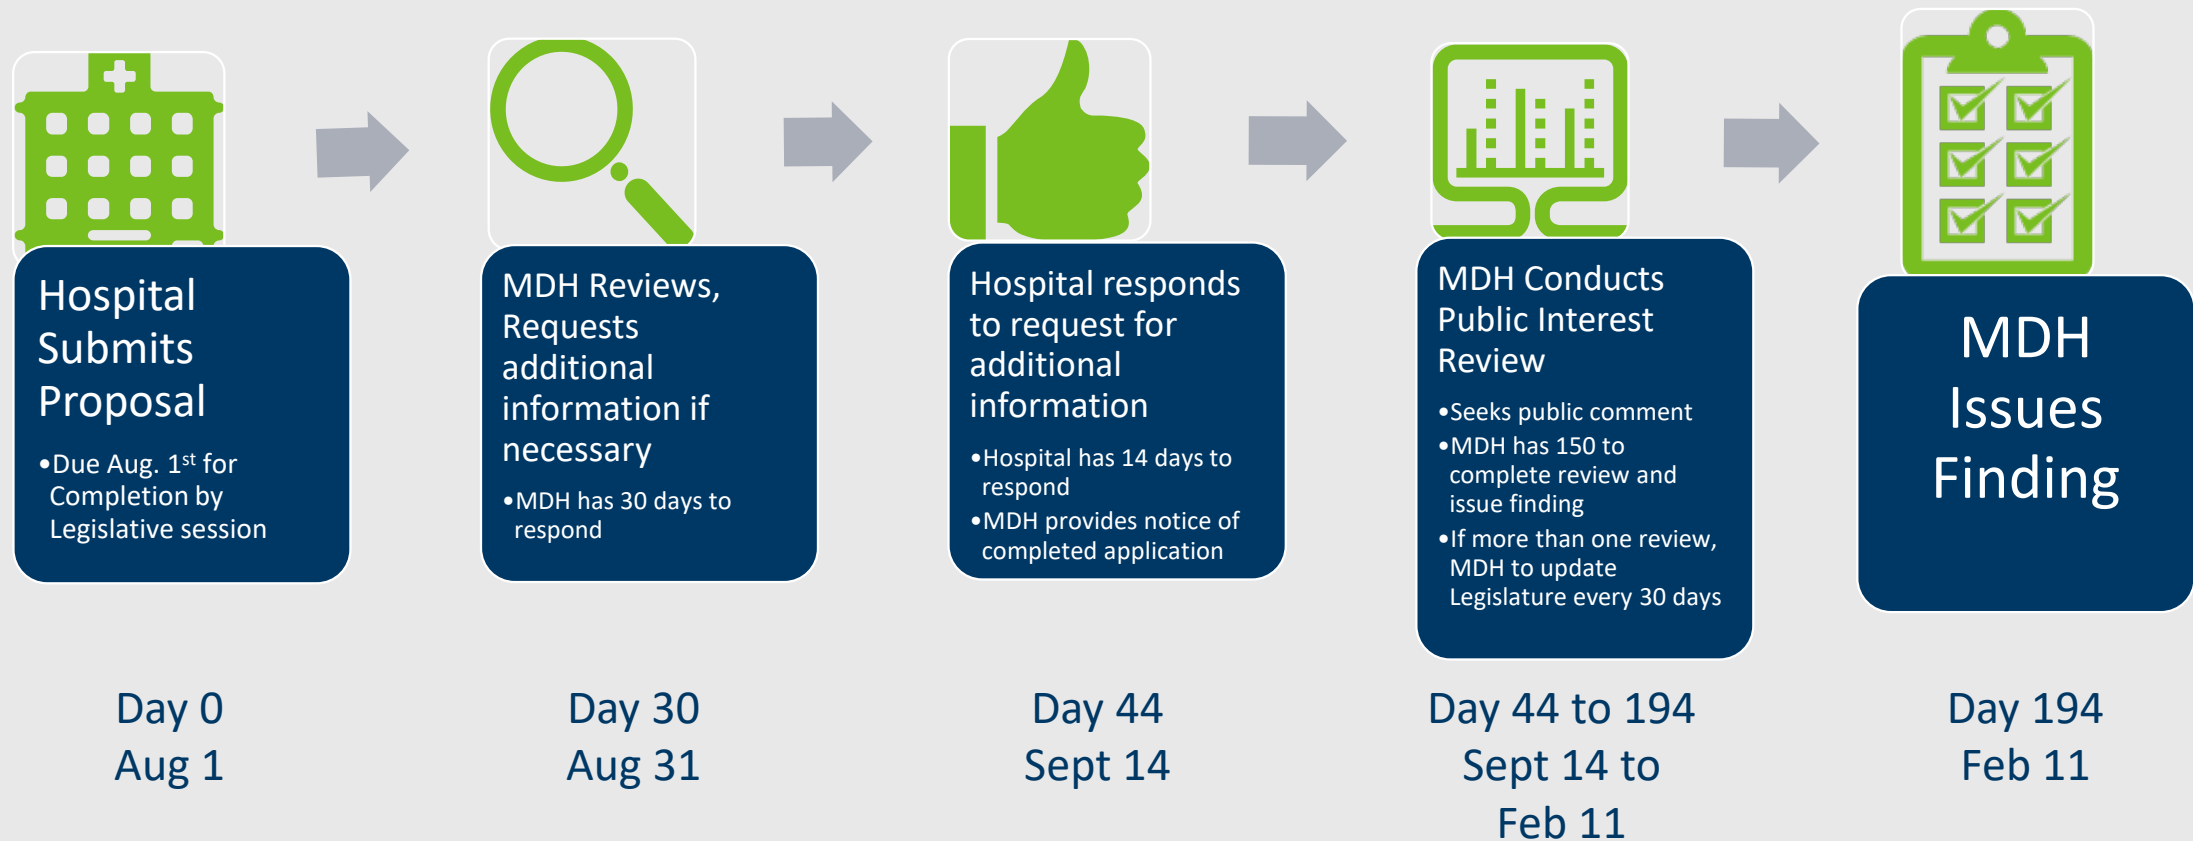 Hospital
Submits
Proposal
•Due Aug. 1st for
Completion by
Legislative session
MDH Reviews,
Requests
additional
information if
necessary
•MDH has 30 days to
respond
Hospital responds
to request for
additional
information
•Hospital has 14 days to
respond
•MDH provides notice of
completed application
MDH Conducts
Public Interest
Review
•Seeks public comment
•MDH has 150 to
complete review and
issue finding
•If more than one review,
MDH to update
Legislature every 30 days
MDH
Issues
Finding
Day 0
Aug 1
Day 30
Aug 31
Day 44
Sept 14
Day 44 to 194
Sept 14 to
Feb 11
Day 194
Feb 11